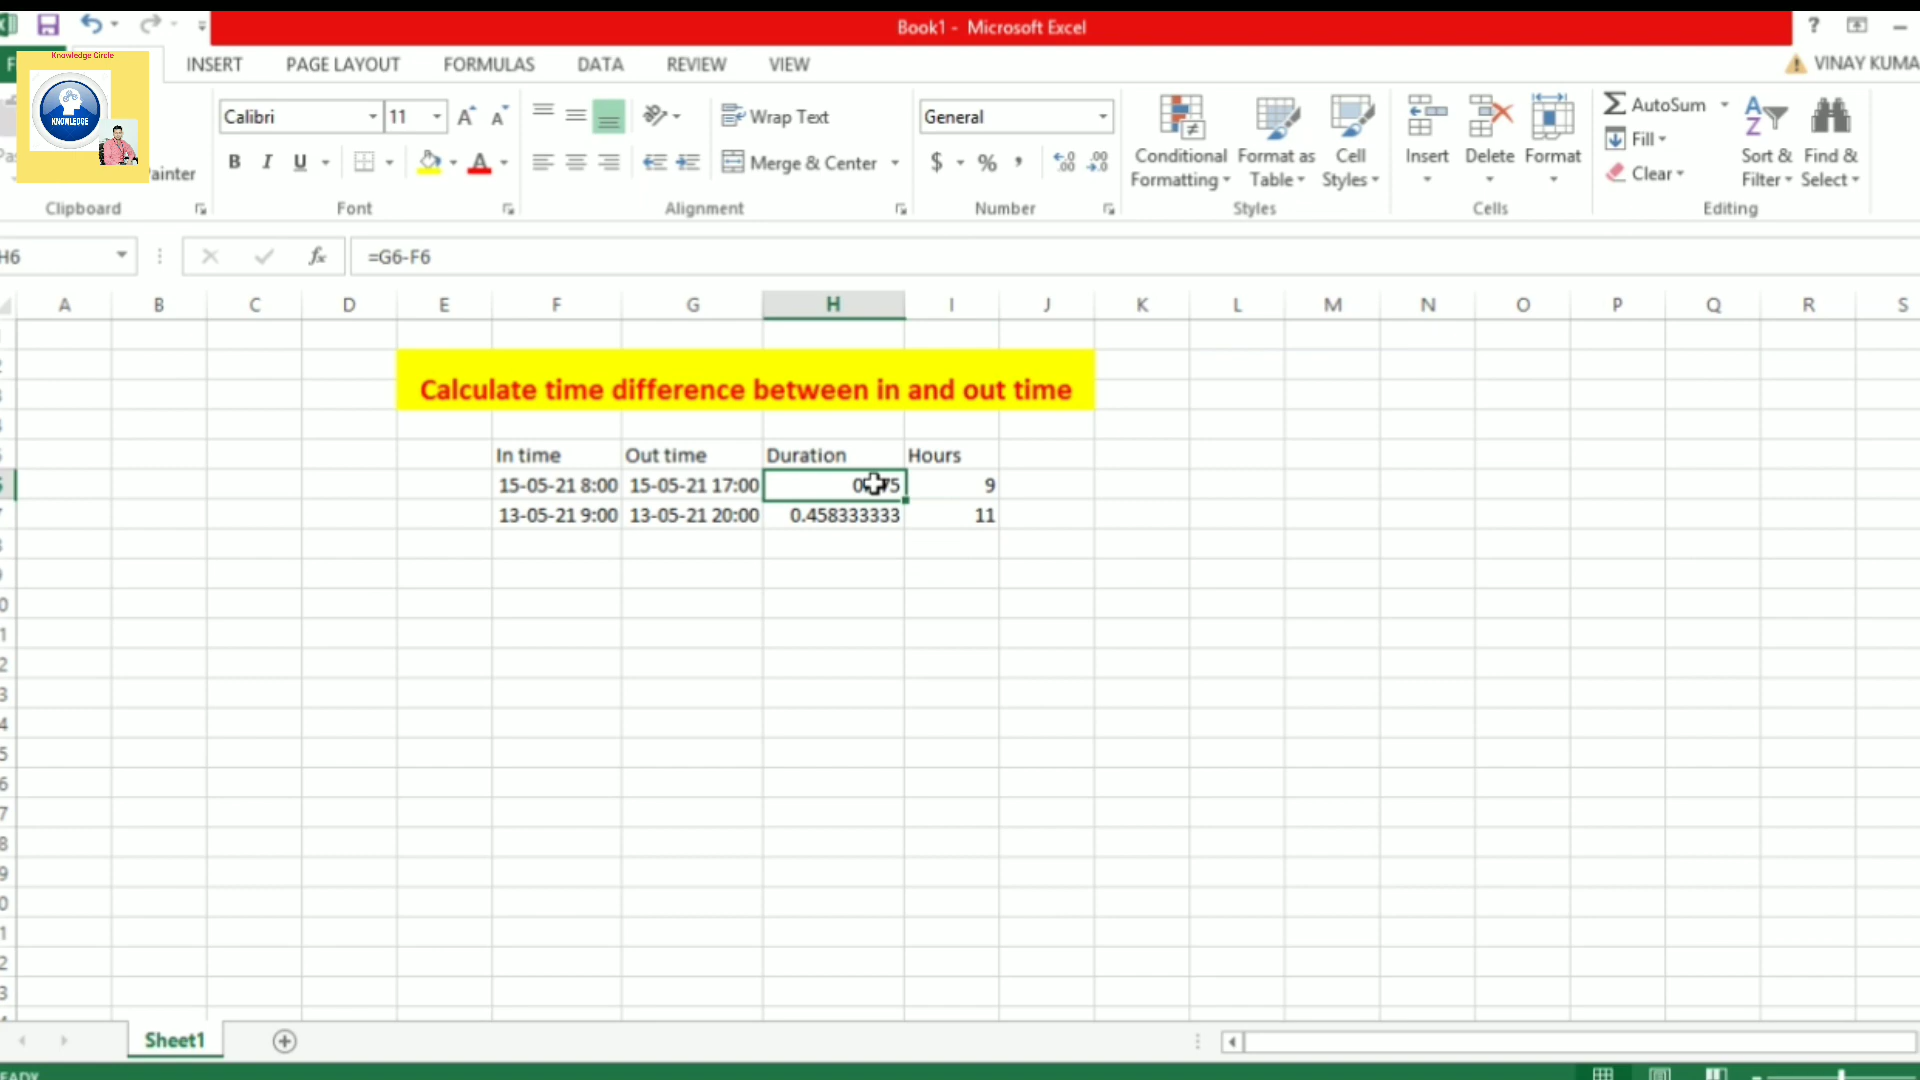 Book1 - Microsoft Excel
?
Knowledge Circle
KNOWLEDGE
INSERT PAGE LAYOUT FORMULAS DATA REVIEW VIEW
VINAY KUMA
Calibri 11 Wrap Text General
B I U Merge & Center $ % ,
Conditional Formatting
Format as Table
Cell Styles
Insert Delete Format
AutoSum
Fill
Clear
Sort & Filter
Find & Select
ainter
Clipboard Font Alignment Number Styles Cells Editing
H6 fx =G6-F6
A B C D E F G H I J K L M N O P Q R S
Calculate time difference between in and out time
In time Out time Duration Hours
15-05-21 8:00 15-05-21 17:00 9
13-05-21 9:00 13-05-21 20:00 0.458333333 11
Sheet1